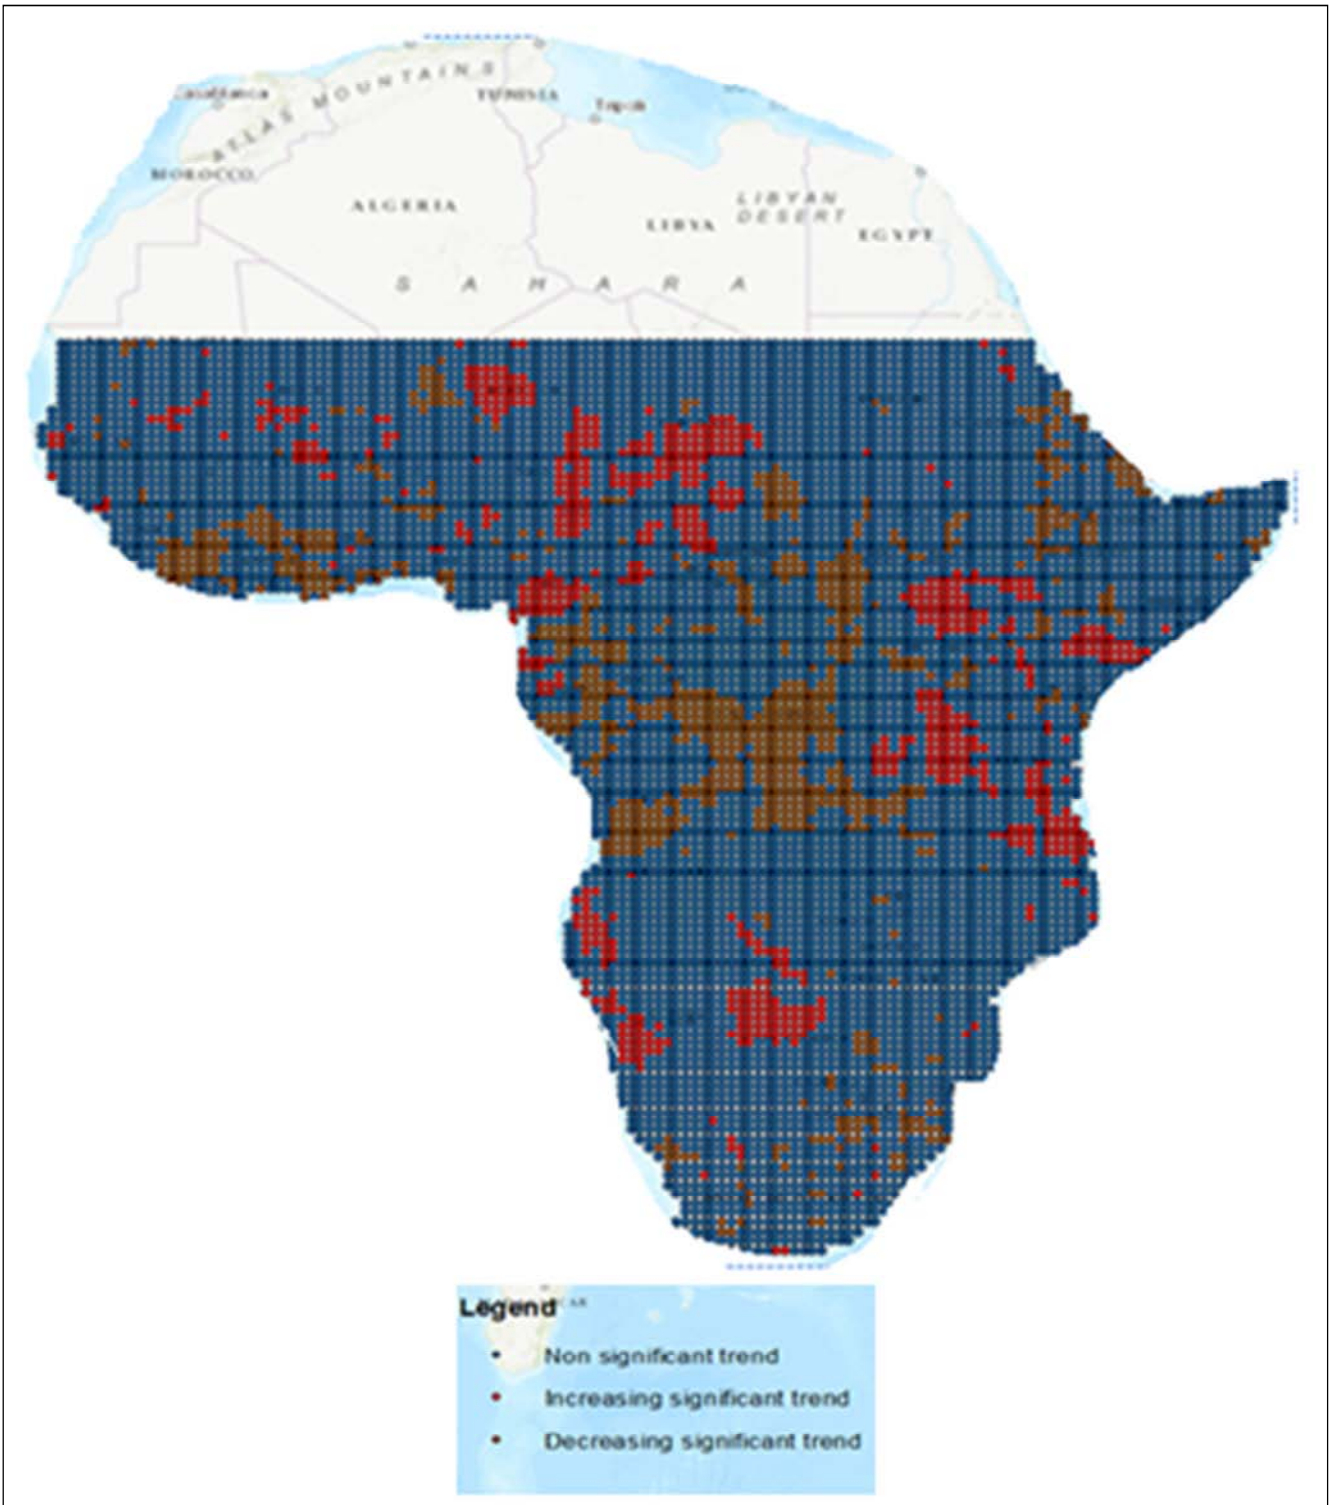 Casablanca
ATLAS MOUNTAINS
TUNISIA
Tripoli
MOROCCO
ALGERIA
LIBYA
LIBYAN
DESERT
EGYPT
SAHARA
Legend
Non significant trend
Increasing significant trend
Decreasing significant trend